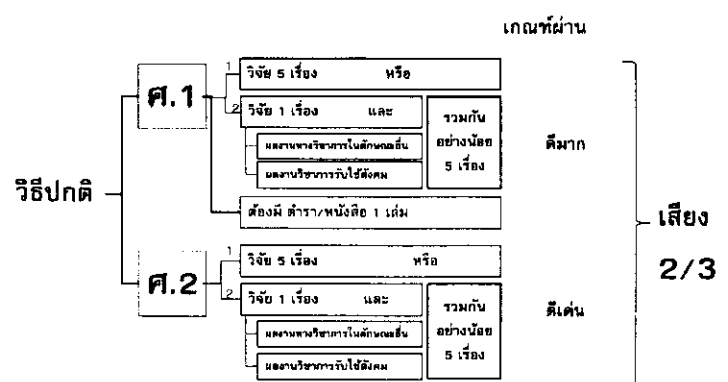 เกณฑ์ผ่าน
วิธีปกติ
ศ.1
1
วิจัย 5 เรื่อง หรือ
2
วิจัย 1 เรื่อง และ
ผลงานทางวิชาการในลักษณะอื่น
ผลงานวิชาการรับใช้สังคม
รวมกัน
อย่างน้อย
5 เรื่อง
ต้องมี ตำรา/หนังสือ 1 เล่ม
ดีมาก
ศ.2
1
วิจัย 5 เรื่อง หรือ
2
วิจัย 1 เรื่อง และ
ผลงานทางวิชาการในลักษณะอื่น
ผลงานวิชาการรับใช้สังคม
รวมกัน
อย่างน้อย
5 เรื่อง
ดีเด่น
เสียง
2/3